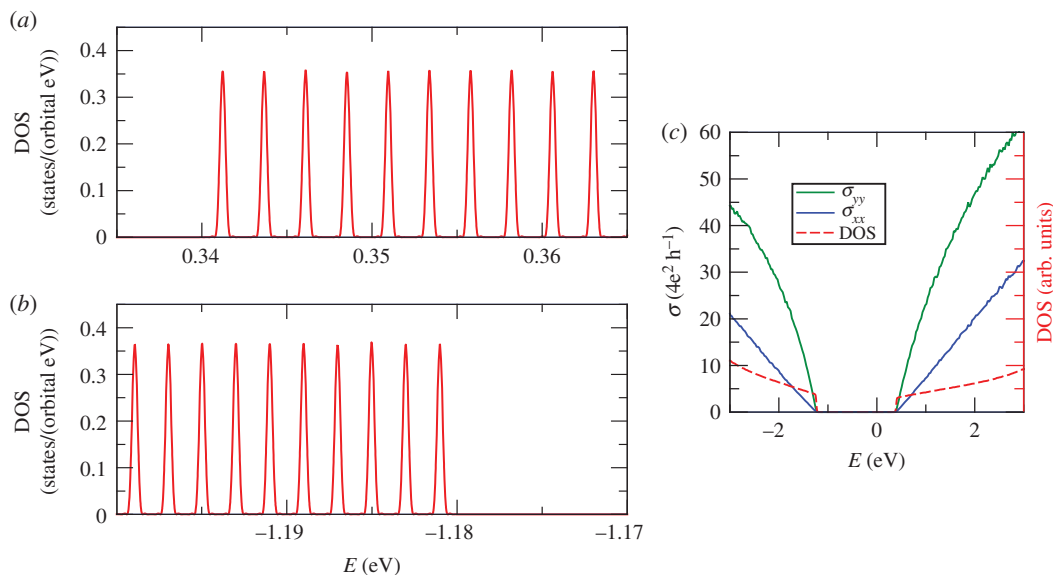 (a)
0.4
0.3
0.2
0.1
0
DOS
(states/(orbital eV))
0.34
0.35
0.36
(b)
0.4
0.3
0.2
0.1
0
DOS
(states/(orbital eV))
−1.19
−1.18
−1.17
E (eV)
(c)
60
50
40
30
20
10
0
σ (4e² h⁻¹)
σyy
σxx
DOS
−2
0
2
E (eV)
DOS (arb. units)